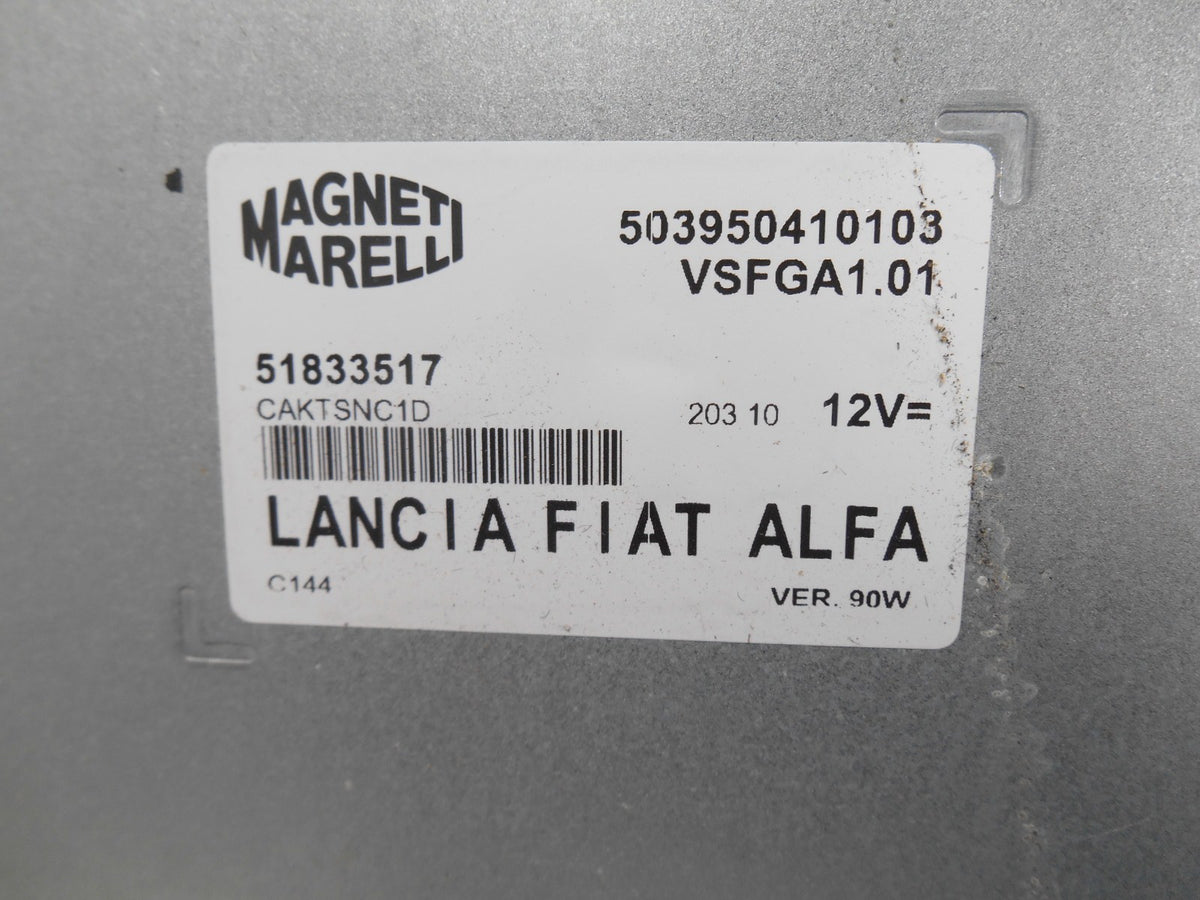 MAGNETI
MARELLI
503950410103
VSFGA1.01
51833517
CAKTSNC1D
203 10 12V=
LANCIA FIAT ALFA
C144
VER. 90W